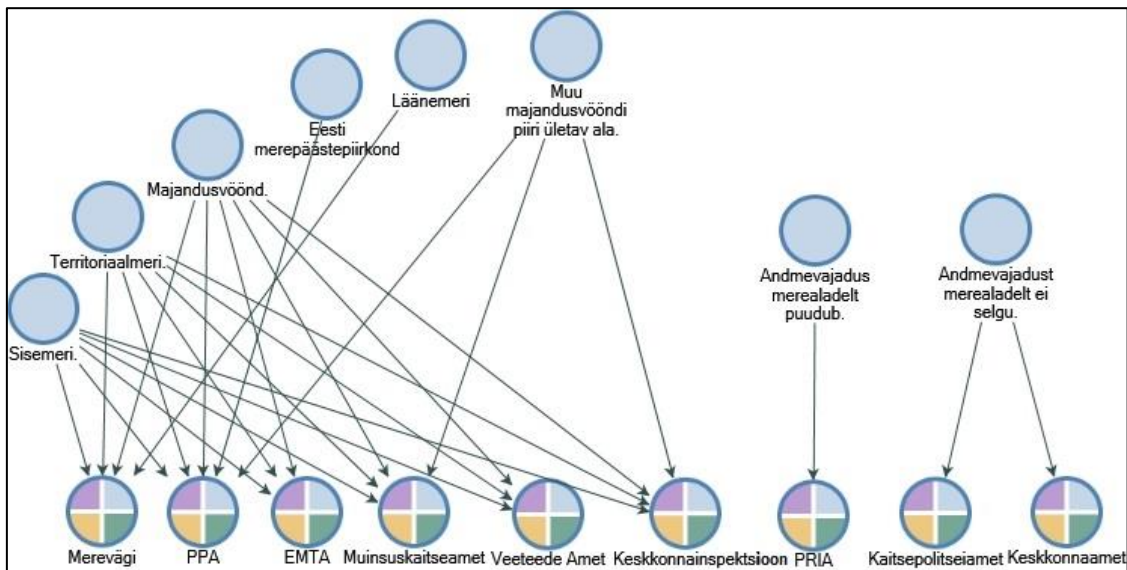 Läänemeri
Muu
majandusvööndi
piiri ületav ala.
Eesti
merepäästepiirkond
Majandusvöönd.
Territoriaalmeri.
Sisemeri.
Andmevajadus
merealadelt
puudub.
Andmevajadust
merealadelt ei
selgu.
Merevägi
PPA
EMTA
Muinsuskaitseamet
Veeteede Amet
Keskkonnainspektsioon
PRIA
Kaitsepolitseiamet
Keskkonnaamet